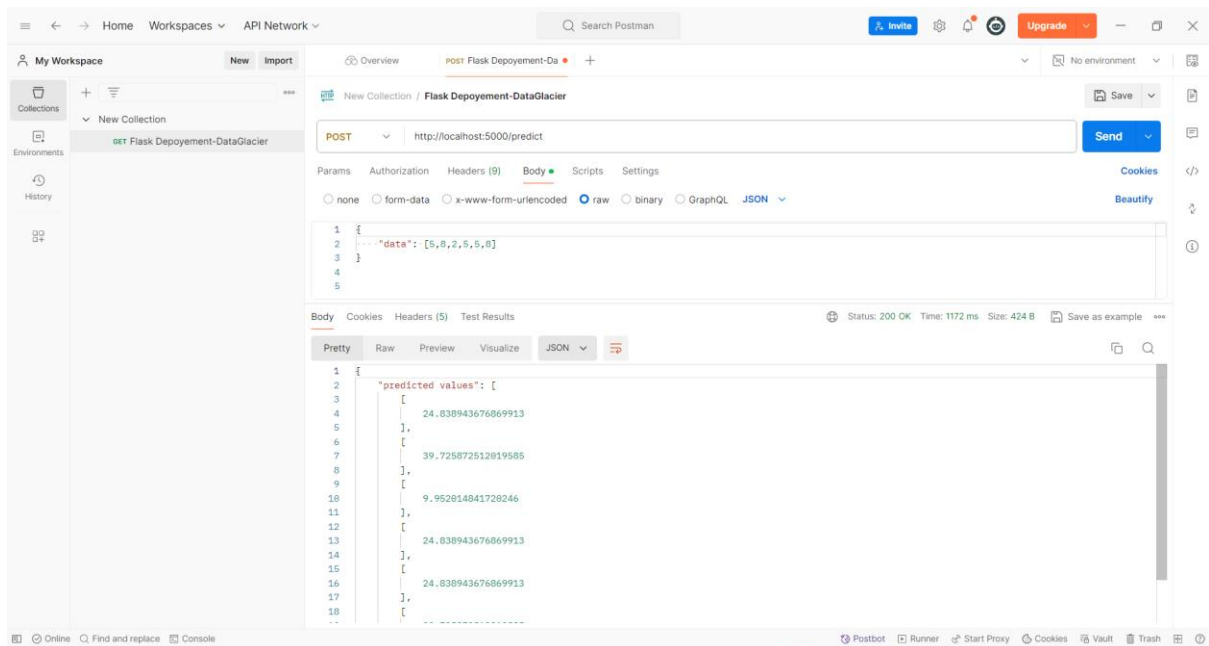 Home Workspaces API Network Search Postman Invite Upgrade
My Workspace New Import Overview POST Flask Depoyement-Da + No environment
Collections
Environments
History
New Collection
GET Flask Depoyement-DataGlacier
HTTP New Collection / Flask Depoyement-DataGlacier Save
POST http://localhost:5000/predict Send
Params Authorization Headers (9) Body Scripts Settings Cookies
none form-data x-www-form-urlencoded raw binary GraphQL JSON Beautify
1 {
2 "data": [5,8,2,5,5,8]
3 }
4
5
Body Cookies Headers (5) Test Results Status: 200 OK Time: 1172 ms Size: 424 B Save as example
Pretty Raw Preview Visualize JSON
1 {
2 "predicted values": [
3 [
4 24.838943676869913
5 ],
6 [
7 39.725872512019585
8 ],
9 [
10 9.952014841720246
11 ],
12 [
13 24.838943676869913
14 ],
15 [
16 24.838943676869913
17 ],
18 [
Online Find and replace Console Postbot Runner Start Proxy Cookies Vault Trash